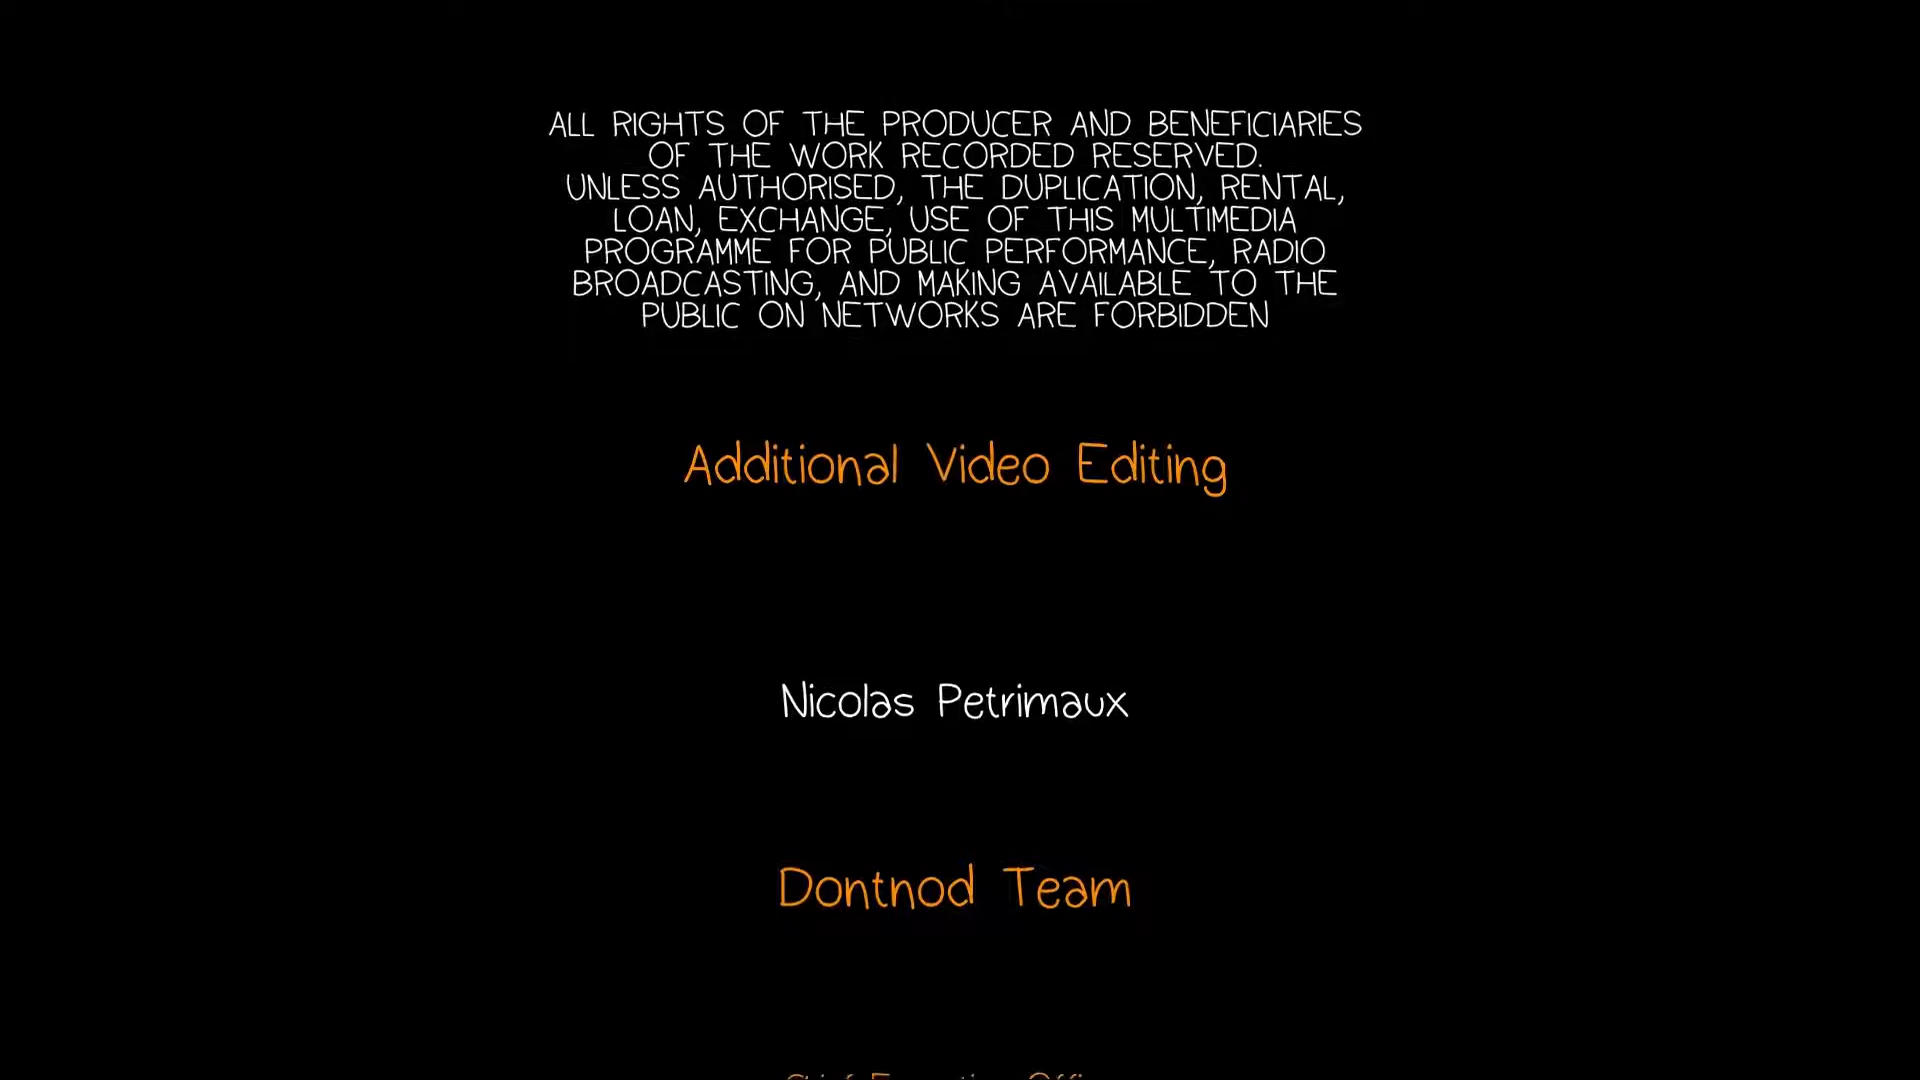 ALL RIGHTS OF THE PRODUCER AND BENEFICIARIES
OF THE WORK RECORDED RESERVED.
UNLESS AUTHORISED, THE DUPLICATION, RENTAL,
LOAN, EXCHANGE, USE OF THIS MULTIMEDIA
PROGRAMME FOR PUBLIC PERFORMANCE, RADIO
BROADCASTING, AND MAKING AVAILABLE TO THE
PUBLIC ON NETWORKS ARE FORBIDDEN
Additional Video Editing
Nicolas Petrimaux
Dontnod Team